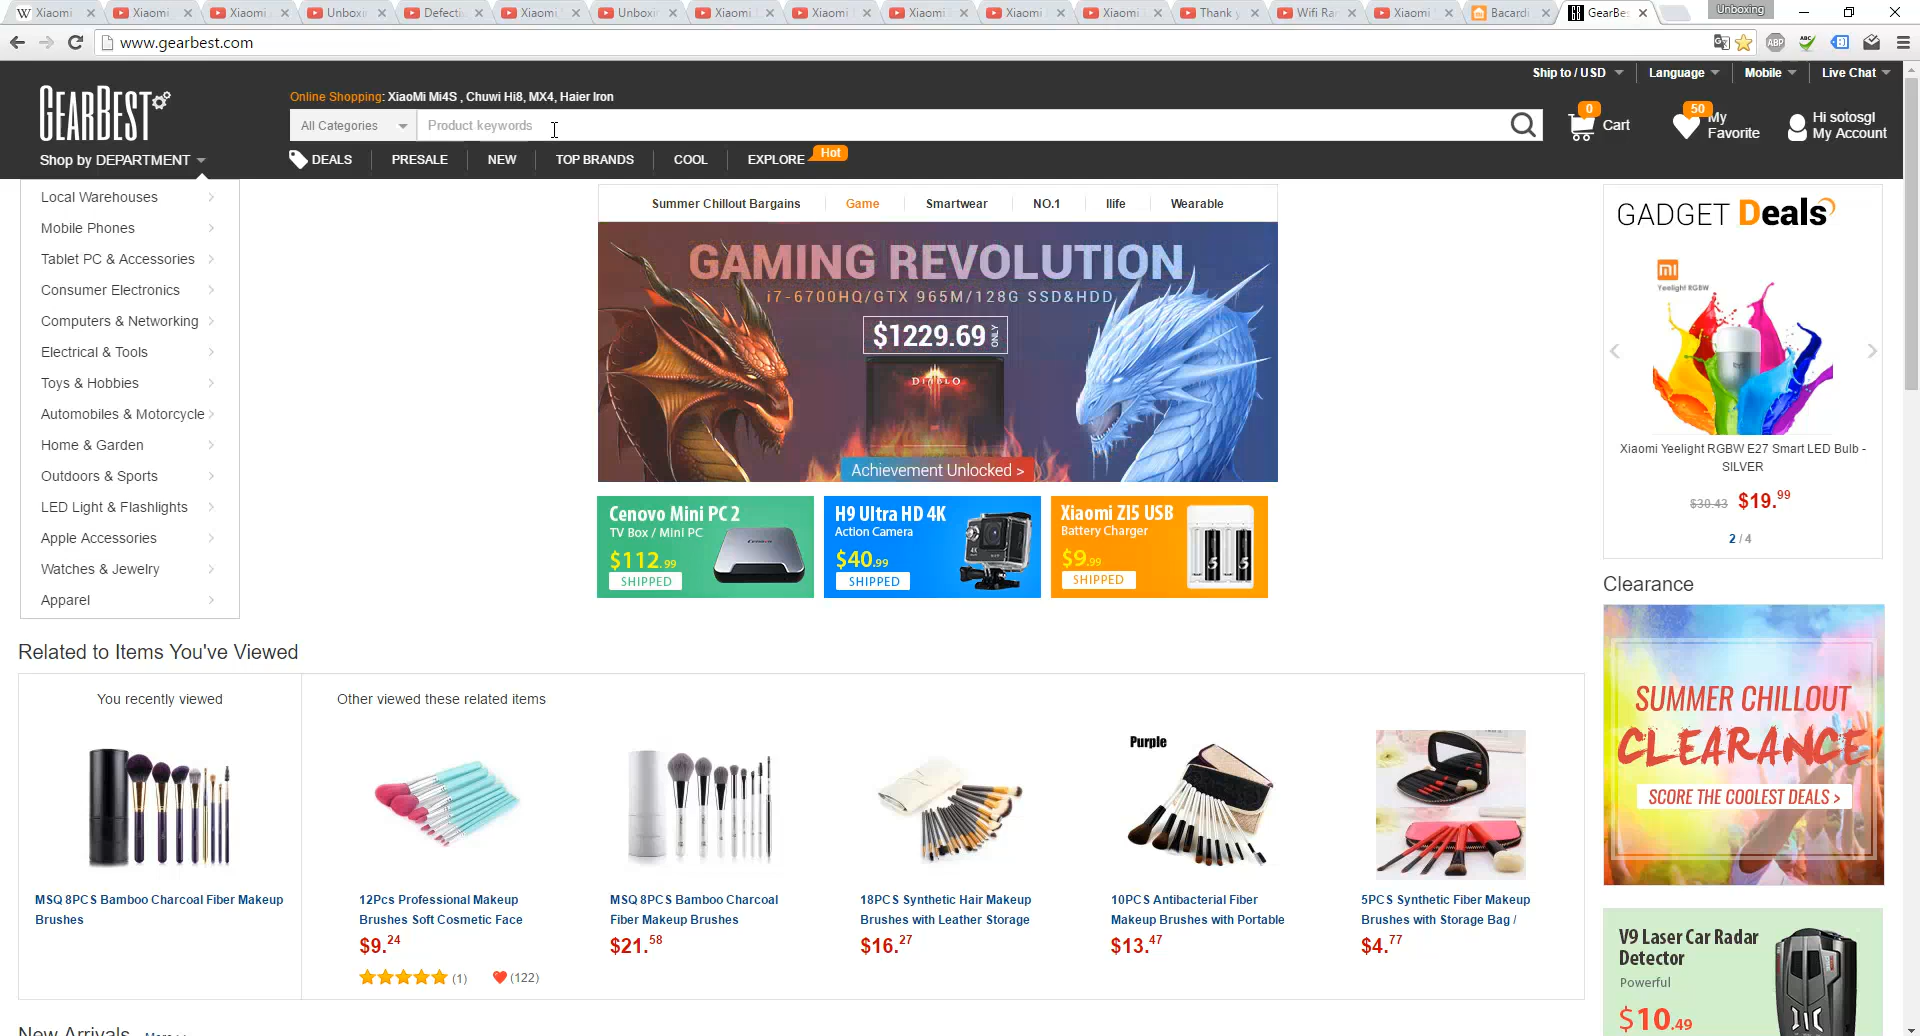 Xiaomi
Xiaomi
Xiaomi
Unboxi
Defecti
Xiaomi
Unboxi
Xiaomi
Xiaomi
Xiaomi
Xiaomi
Xiaomi
Thank y
Wifi Ra
Xiaomi
Bacardi
GearBe
Unboxing
www.gearbest.com
Ship to / USD
Language
Mobile
Live Chat
GEARBEST
Online Shopping: XiaoMi Mi4S , Chuwi Hi8, MX4, Haier Iron
All Categories
Product keywords
0
Cart
50
My
Favorite
Hi sotosgl
My Account
Shop by DEPARTMENT
DEALS
PRESALE
NEW
TOP BRANDS
COOL
EXPLORE
Hot
Local Warehouses
Mobile Phones
Tablet PC & Accessories
Consumer Electronics
Computers & Networking
Electrical & Tools
Toys & Hobbies
Automobiles & Motorcycle
Home & Garden
Outdoors & Sports
LED Light & Flashlights
Apple Accessories
Watches & Jewelry
Apparel
Summer Chillout Bargains
Game
Smartwear
NO.1
Ilife
Wearable
GAMING REVOLUTION
i7-6700HQ/GTX 965M/128G SSD&HDD
$1229.69 ONLY
DIABLO
Achievement Unlocked >
Cenovo Mini PC 2
TV Box / Mini PC
$112.99
SHIPPED
H9 Ultra HD 4K
Action Camera
$40.99
SHIPPED
Xiaomi ZI5 USB
Battery Charger
$9.99
SHIPPED
GADGET Deals
mi
Yeelight RGBW
Xiaomi Yeelight RGBW E27 Smart LED Bulb -
SILVER
$30.43 $19.99
2 / 4
Clearance
SUMMER CHILLOUT
CLEARANCE
SCORE THE COOLEST DEALS >
V9 Laser Car Radar
Detector
Powerful
$10.49
Related to Items You've Viewed
You recently viewed
Other viewed these related items
MSQ 8PCS Bamboo Charcoal Fiber Makeup
Brushes
12Pcs Professional Makeup
Brushes Soft Cosmetic Face
$9.24
(1)
(122)
MSQ 8PCS Bamboo Charcoal
Fiber Makeup Brushes
$21.58
18PCS Synthetic Hair Makeup
Brushes with Leather Storage
$16.27
Purple
10PCS Antibacterial Fiber
Makeup Brushes with Portable
$13.47
5PCS Synthetic Fiber Makeup
Brushes with Storage Bag /
$4.77
New Arrivals